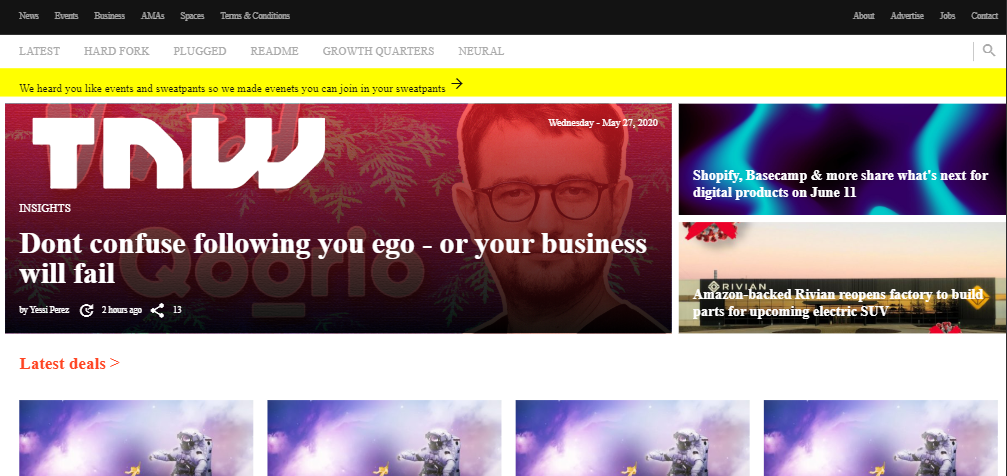 News Events Business AMAs Spaces Terms & Conditions About Advertise Jobs Contact
LATEST HARD FORK PLUGGED README GROWTH QUARTERS NEURAL
We heard you like events and sweatpants so we made evenets you can join in your sweatpants
TNW
Wednesday - May 27, 2020
INSIGHTS
Dont confuse following you ego - or your business
will fail
Qoorio
by Yessi Perez 2 hours ago 13
Shopify, Basecamp & more share what's next for
digital products on June 11
RIVIAN
Amazon-backed Rivian reopens factory to build
parts for upcoming electric SUV
Latest deals >